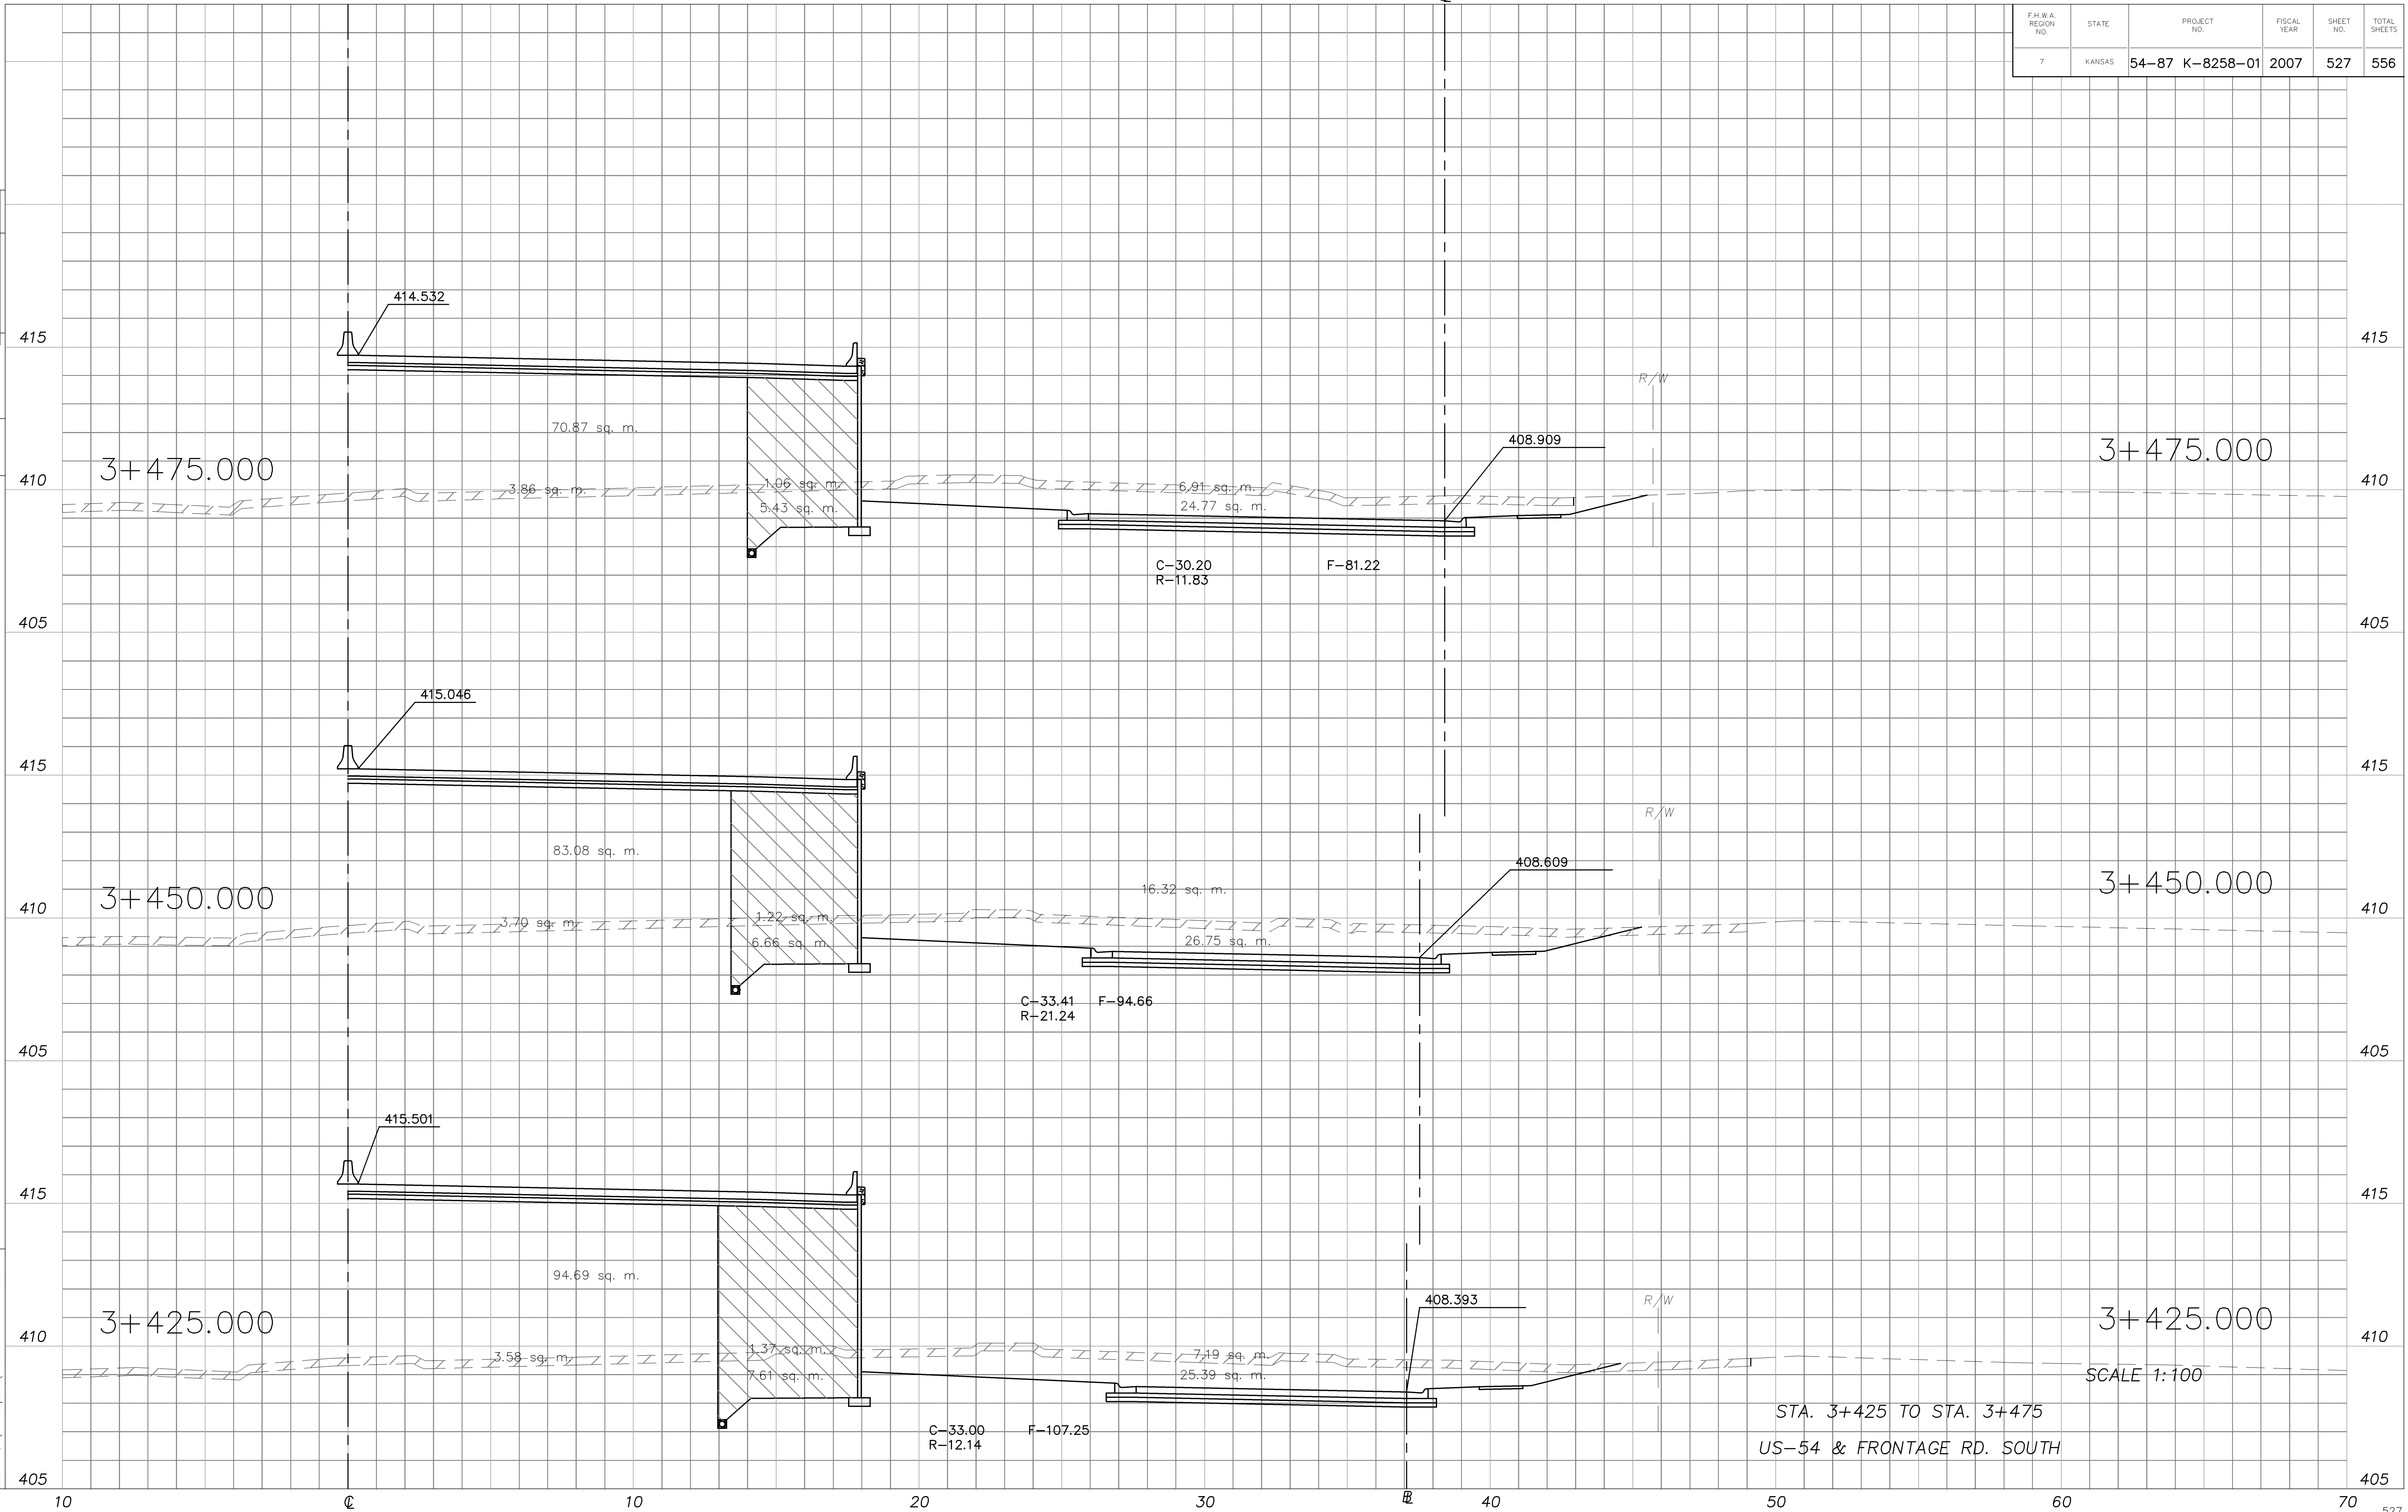 F.H.W.A. REGION NO. STATE PROJECT NO. FISCAL YEAR SHEET NO. TOTAL SHEETS
7 KANSAS 54-87 K-8258-01 2007 527 556
414.532
415 415
R/W
70.87 sq. m.
408.909
3+475.000 3+475.000
410 3.86 sq. m. 1.06 sq. m. 6.91 sq. m. 410
5.43 sq. m. 24.77 sq. m.
C-30.20 F-81.22
R-11.83
405 405
415.046
415 415
R/W
83.08 sq. m.
408.609
16.32 sq. m.
3+450.000 3+450.000
410 3.70 sq. m. 1.22 sq. m. 410
6.66 sq. m. 26.75 sq. m.
C-33.41 F-94.66
R-21.24
405 405
415.501
415 415
94.69 sq. m.
408.393 R/W
3+425.000 3+425.000
410 410
3.58 sq. m. 1.37 sq. m. 7.19 sq. m.
7.61 sq. m. 25.39 sq. m. SCALE 1:100
STA. 3+425 TO STA. 3+475
C-33.00 F-107.25
R-12.14
US-54 & FRONTAGE RD. SOUTH
405 405
10 ℄ 10 20 30 40 50 60 70
527